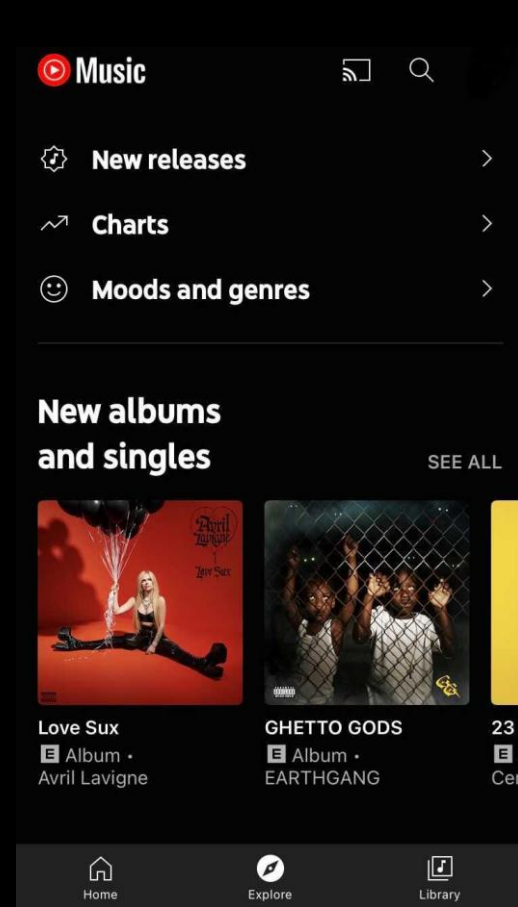 Music
New releases
Charts
Moods and genres
New albums
and singles
SEE ALL
Avril
Lavigne
Love Sux
Love Sux
GHETTO GODS
23
E Album •
E Album •
E
Avril Lavigne
EARTHGANG
Cen
Home
Explore
Library